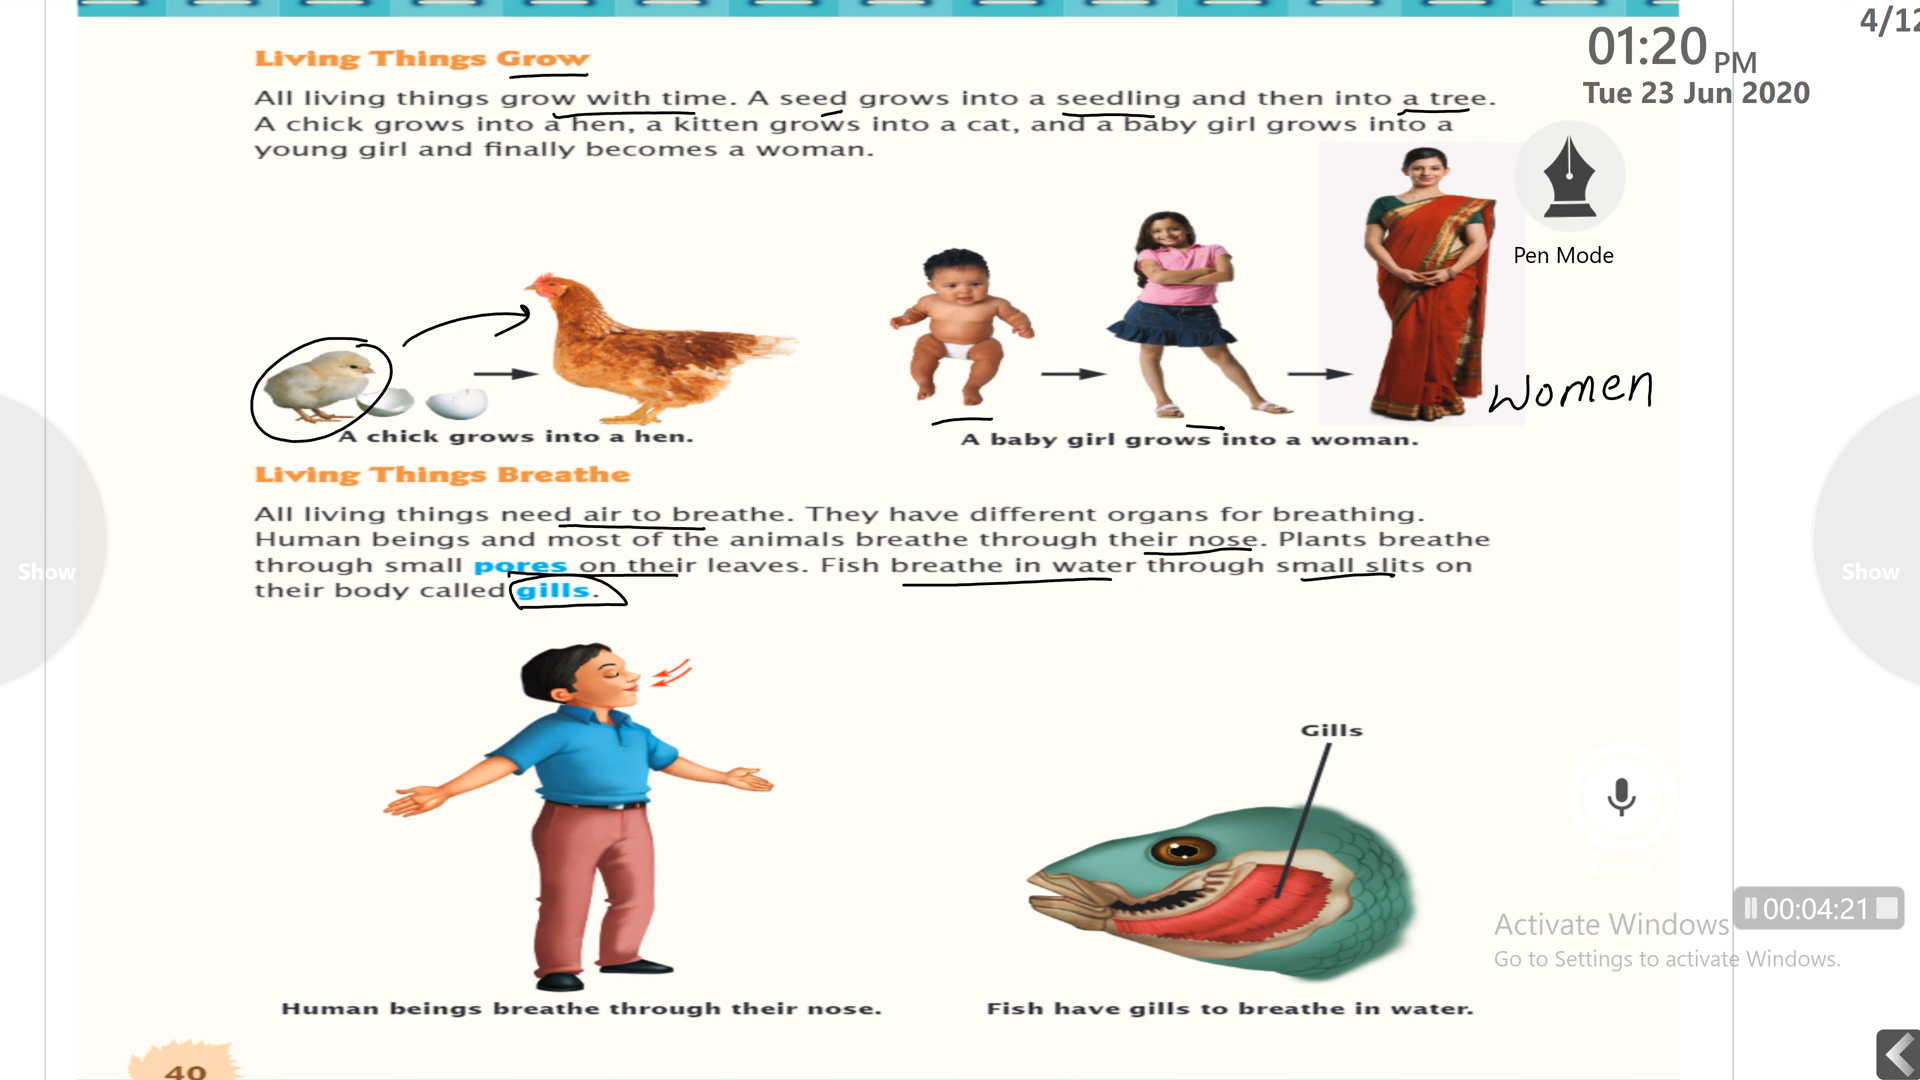 4/12
01:20 PM
Tue 23 Jun 2020
Living Things Grow
All living things grow with time. A seed grows into a seedling and then into a tree.
A chick grows into a hen, a kitten grows into a cat, and a baby girl grows into a
young girl and finally becomes a woman.
Pen Mode
Women
A chick grows into a hen.
A baby girl grows into a woman.
Living Things Breathe
All living things need air to breathe. They have different organs for breathing.
Human beings and most of the animals breathe through their nose. Plants breathe
through small pores on their leaves. Fish breathe in water through small slits on
their body called gills.
Show
Show
Gills
00:04:21
Activate Windows
Go to Settings to activate Windows.
Human beings breathe through their nose.
Fish have gills to breathe in water.
40